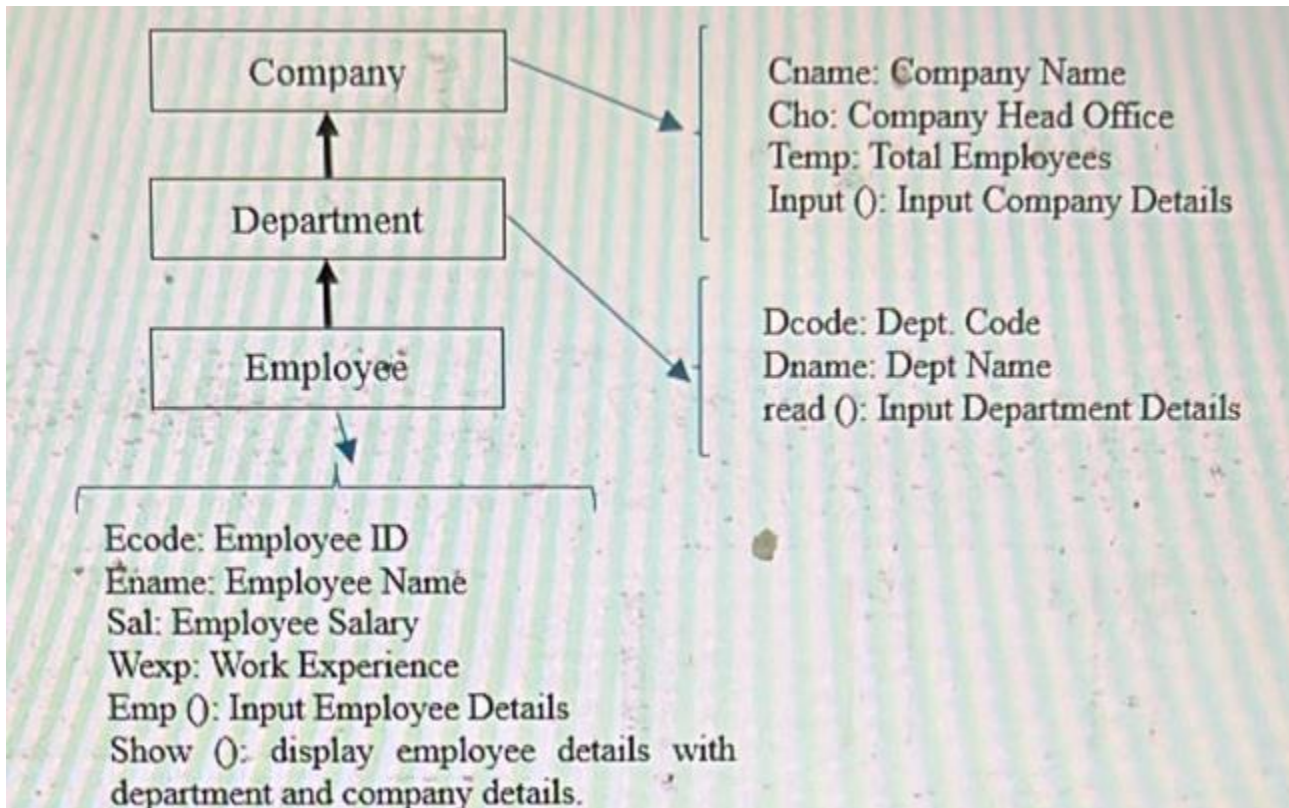 Company
Cname: Company Name
Cho: Company Head Office
Temp: Total Employees
Input (): Input Company Details
Department
Dcode: Dept. Code
Dname: Dept Name
read (): Input Department Details
Employee
Ecode: Employee ID
Ename: Employee Name
Sal: Employee Salary
Wexp: Work Experience
Emp (): Input Employee Details
Show (): display employee details with
department and company details.